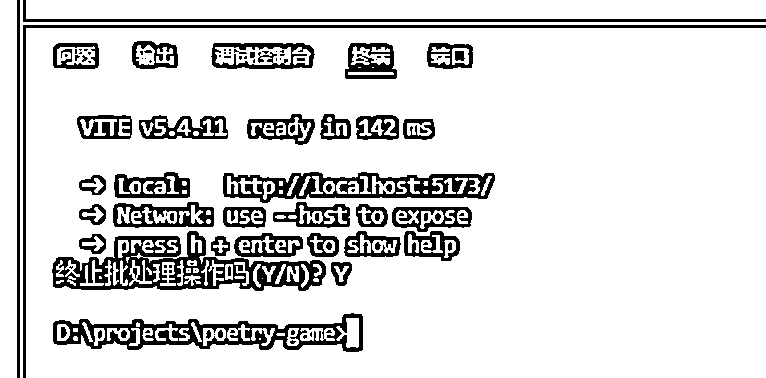 问题 输出 调试控制台 终端 端口
VITE v5.4.11 ready in 142 ms
➜ Local: http://localhost:5173/
➜ Network: use --host to expose
➜ press h + enter to show help
终止批处理操作吗(Y/N)? Y
D:\projects\poetry-game>